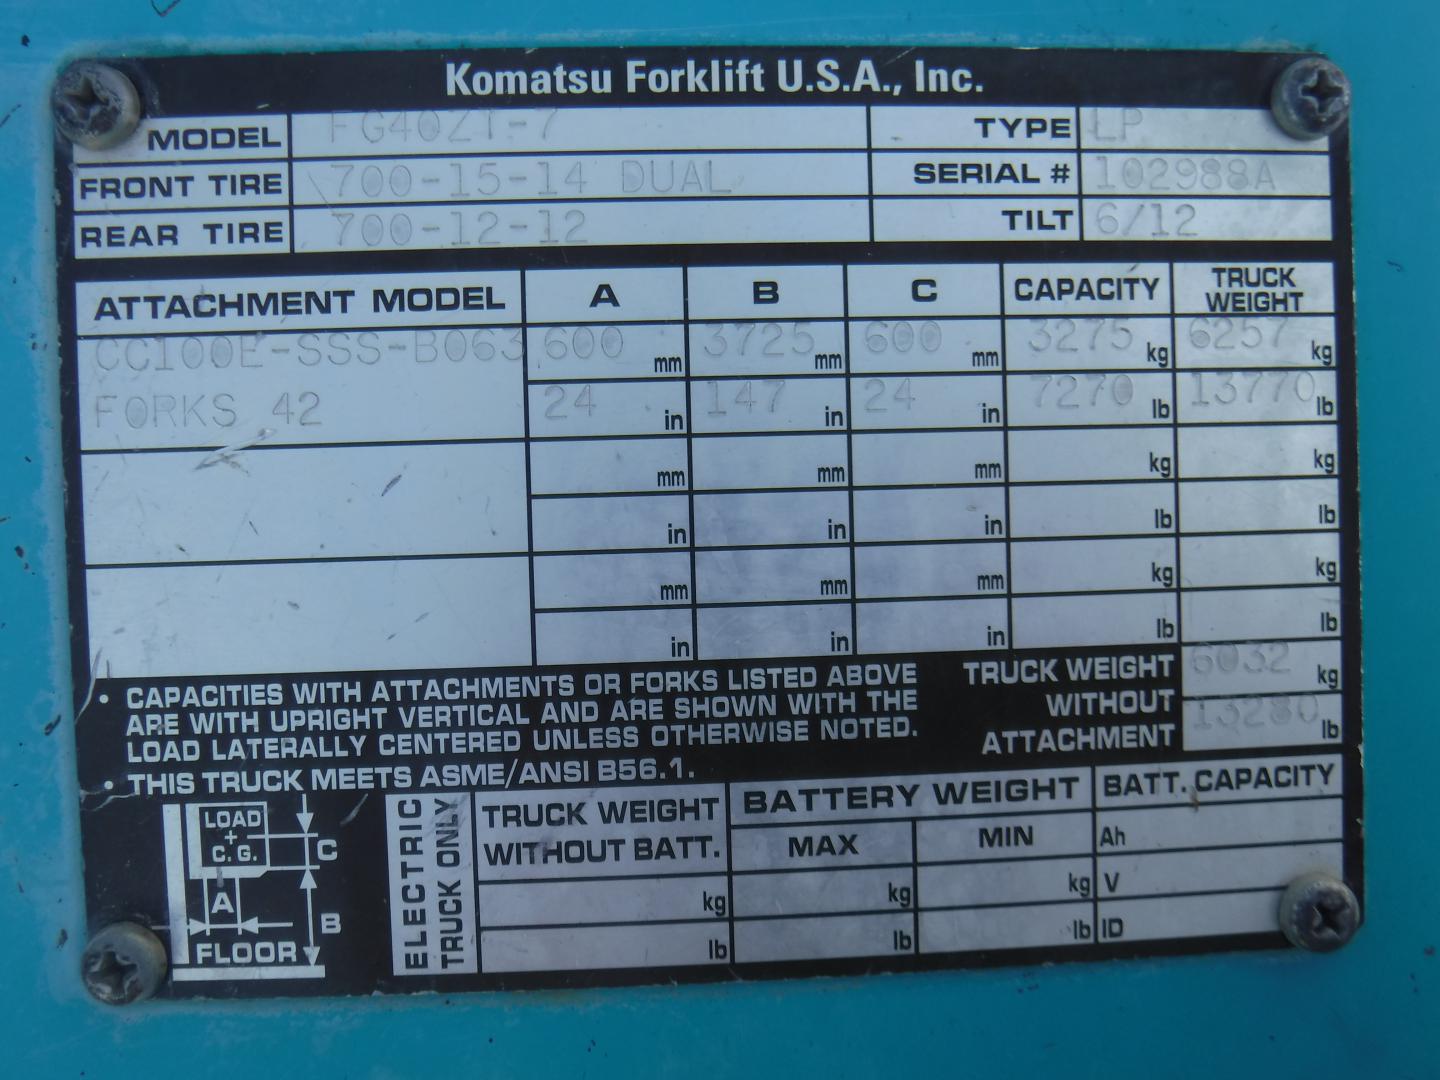 Komatsu Forklift U.S.A., Inc.
MODEL FG40ZT-7 TYPE LP
FRONT TIRE 700-15-14 DUAL SERIAL # 102988A
REAR TIRE 700-12-12 TILT 6/12
ATTACHMENT MODEL A B C CAPACITY TRUCK WEIGHT
CC100E-SSS-B063 600 mm 3725 mm 600 mm 3275 kg 6257 kg
FORKS 42 24 in 147 in 24 in 7270 lb 13770 lb
mm mm mm kg kg
in in in lb lb
mm mm mm kg kg
in in in lb lb
• CAPACITIES WITH ATTACHMENTS OR FORKS LISTED ABOVE
ARE WITH UPRIGHT VERTICAL AND ARE SHOWN WITH THE
LOAD LATERALLY CENTERED UNLESS OTHERWISE NOTED.
• THIS TRUCK MEETS ASME/ANSI B56.1.
TRUCK WEIGHT
WITHOUT
ATTACHMENT
6032 kg
13280 lb
LOAD
+
C.G.
C
A
B
FLOOR
ELECTRIC
TRUCK ONLY
TRUCK WEIGHT
WITHOUT BATT.
kg
lb
BATTERY WEIGHT
MAX MIN
kg kg
lb lb
BATT. CAPACITY
Ah
V
ID